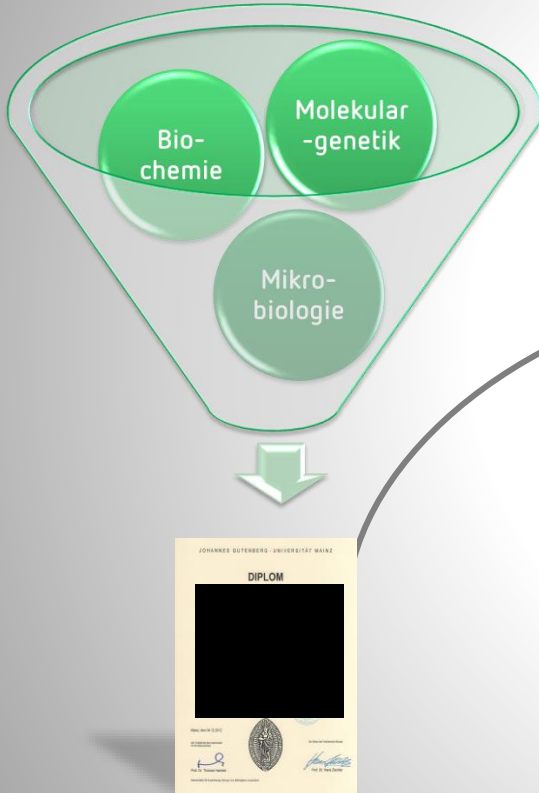 Bio-
chemie
Molekular
-genetik
Mikro-
biologie
JOHANNES GUTENBERG - UNIVERSITÄT MAINZ
DIPLOM